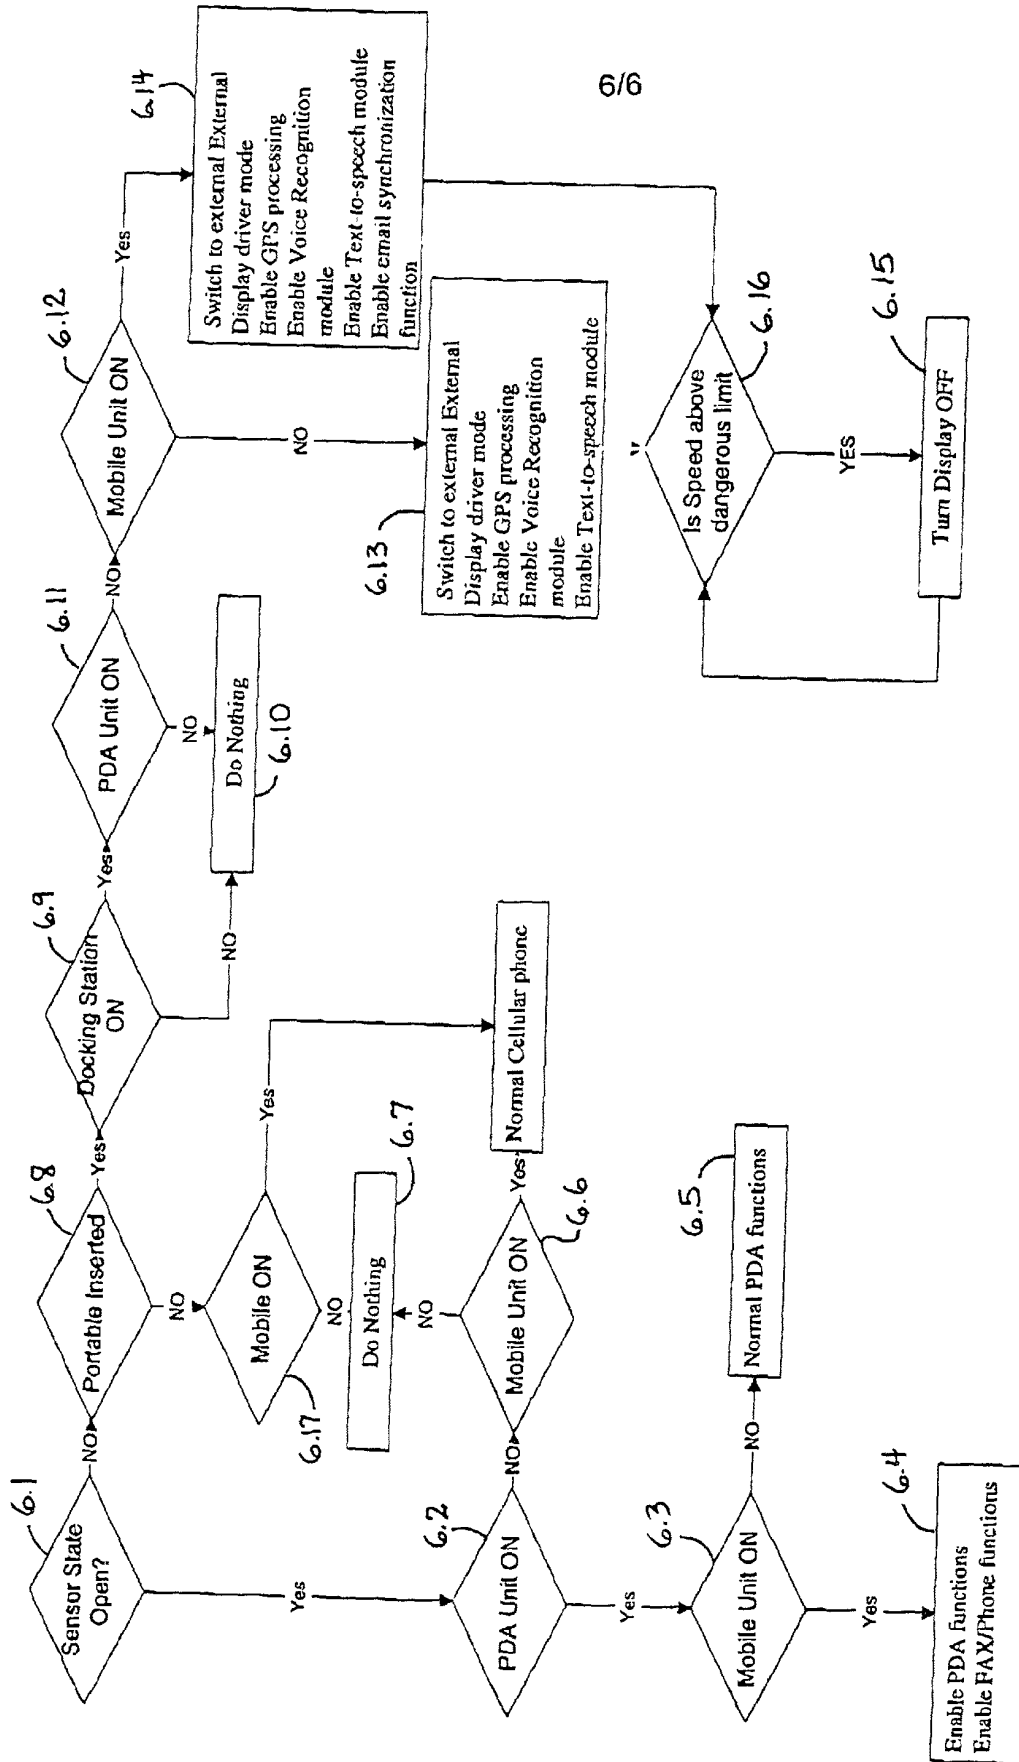 6/6
6.1
Sensor State
Open?
NO
Yes
6.8
Portable Inserted
Yes
NO
6.9
Docking Station
ON
Yes
NO
6.11
PDA Unit ON
NO
NO
Do Nothing
6.10
6.12
Mobile Unit ON
Yes
NO
6.14
Switch to external External
Display driver mode
Enable GPS processing
Enable Voice Recognition
module
Enable Text-to-speech module
Enable email synchronization
function
6.13
Switch to external External
Display driver mode
Enable GPS processing
Enable Voice Recognition
module
Enable Text-to-speech module
6.16
Is Speed above
dangerous limit
YES
6.15
Turn Display OFF
6.17
Mobile ON
Yes
NO
Do Nothing
6.7
6.2
PDA Unit ON
NO
Yes
6.6
Mobile Unit ON
NO
Yes
Normal Cellular phone
6.3
Mobile Unit ON
NO
Yes
6.5
Normal PDA functions
6.4
Enable PDA functions
Enable FAX/Phone functions